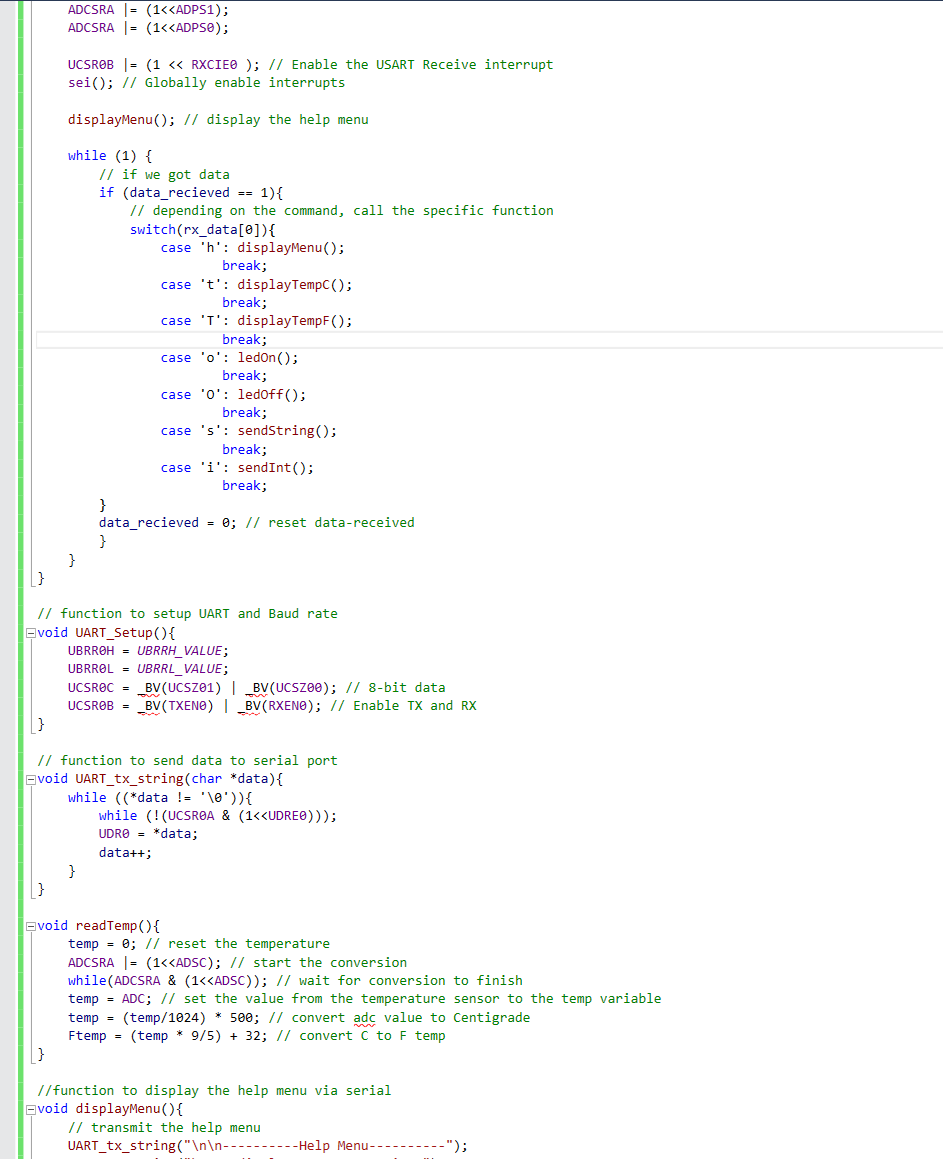 ADCSRA |= (1<<ADPS1);
ADCSRA |= (1<<ADPS0);
UCSR0B |= (1 << RXCIE0 ); // Enable the USART Receive interrupt
sei(); // Globally enable interrupts
displayMenu(); // display the help menu
while (1) {
// if we got data
if (data_recieved == 1){
// depending on the command, call the specific function
switch(rx_data[0]){
case 'h': displayMenu();
break;
case 't': displayTempC();
break;
case 'T': displayTempF();
break;
case 'o': ledOn();
break;
case 'O': ledOff();
break;
case 's': sendString();
break;
case 'i': sendInt();
break;
}
data_recieved = 0; // reset data-received
}
}
}
// function to setup UART and Baud rate
void UART_Setup(){
UBRR0H = UBRRH_VALUE;
UBRR0L = UBRRL_VALUE;
UCSR0C = _BV(UCSZ01) | _BV(UCSZ00); // 8-bit data
UCSR0B = _BV(TXEN0) | _BV(RXEN0); // Enable TX and RX
}
// function to send data to serial port
void UART_tx_string(char *data){
while ((*data != '\0')){
while (!(UCSR0A & (1<<UDRE0)));
UDR0 = *data;
data++;
}
}
void readTemp(){
temp = 0; // reset the temperature
ADCSRA |= (1<<ADSC); // start the conversion
while(ADCSRA & (1<<ADSC)); // wait for conversion to finish
temp = ADC; // set the value from the temperature sensor to the temp variable
temp = (temp/1024) * 500; // convert adc value to Centigrade
Ftemp = (temp * 9/5) + 32; // convert C to F temp
}
//function to display the help menu via serial
void displayMenu(){
// transmit the help menu
UART_tx_string("\n\n----------Help Menu----------");